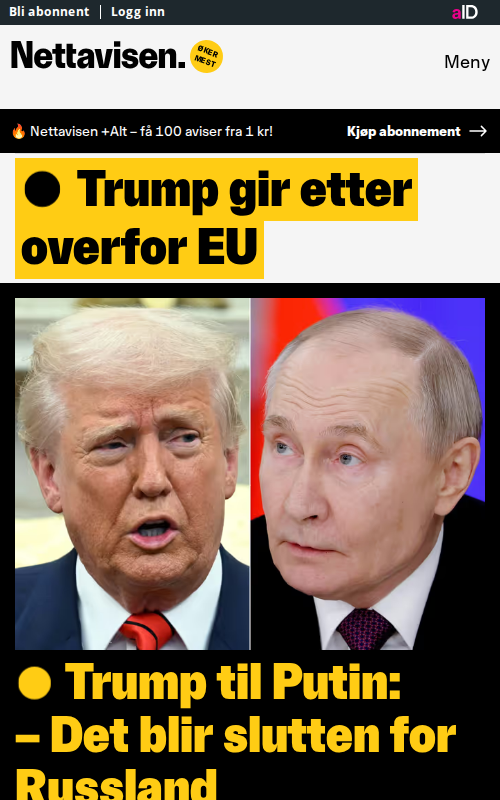 Bli abonnent | Logg inn
aID
Nettavisen.
ØKER
MEST
Meny
🔥 Nettavisen +Alt – få 100 aviser fra 1 kr!
Kjøp abonnement →
● Trump gir etter
overfor EU
● Trump til Putin:
– Det blir slutten for
Russland